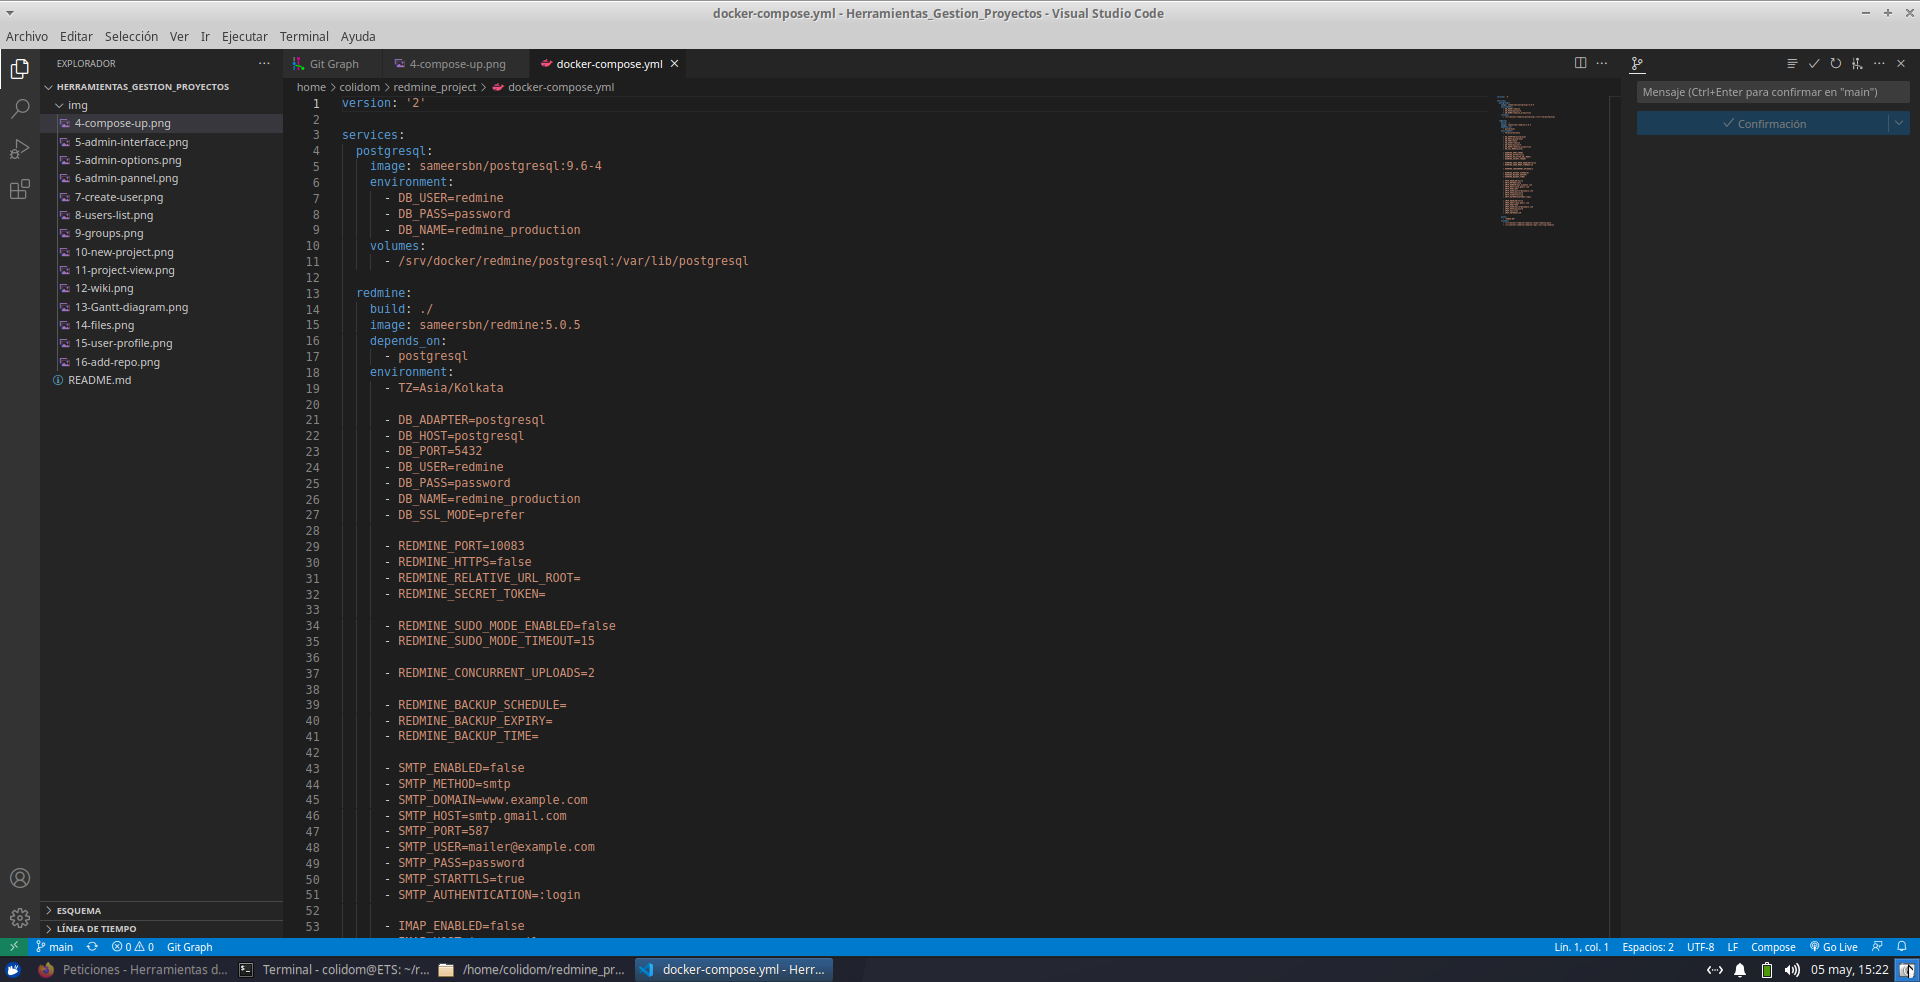 docker-compose.yml - Herramientas_Gestion_Proyectos - Visual Studio Code
Archivo Editar Selección Ver Ir Ejecutar Terminal Ayuda
EXPLORADOR
HERRAMIENTAS_GESTION_PROYECTOS
img
4-compose-up.png
5-admin-interface.png
5-admin-options.png
6-admin-pannel.png
7-create-user.png
8-users-list.png
9-groups.png
10-new-project.png
11-project-view.png
12-wiki.png
13-Gantt-diagram.png
14-files.png
15-user-profile.png
16-add-repo.png
README.md
ESQUEMA
LÍNEA DE TIEMPO
Git Graph 4-compose-up.png docker-compose.yml
home > colidom > redmine_project > docker-compose.yml
1 version: '2'
2
3 services:
4 postgresql:
5 image: sameersbn/postgresql:9.6-4
6 environment:
7 - DB_USER=redmine
8 - DB_PASS=password
9 - DB_NAME=redmine_production
10 volumes:
11 - /srv/docker/redmine/postgresql:/var/lib/postgresql
12
13 redmine:
14 build: ./
15 image: sameersbn/redmine:5.0.5
16 depends_on:
17 - postgresql
18 environment:
19 - TZ=Asia/Kolkata
20
21 - DB_ADAPTER=postgresql
22 - DB_HOST=postgresql
23 - DB_PORT=5432
24 - DB_USER=redmine
25 - DB_PASS=password
26 - DB_NAME=redmine_production
27 - DB_SSL_MODE=prefer
28
29 - REDMINE_PORT=10083
30 - REDMINE_HTTPS=false
31 - REDMINE_RELATIVE_URL_ROOT=
32 - REDMINE_SECRET_TOKEN=
33
34 - REDMINE_SUDO_MODE_ENABLED=false
35 - REDMINE_SUDO_MODE_TIMEOUT=15
36
37 - REDMINE_CONCURRENT_UPLOADS=2
38
39 - REDMINE_BACKUP_SCHEDULE=
40 - REDMINE_BACKUP_EXPIRY=
41 - REDMINE_BACKUP_TIME=
42
43 - SMTP_ENABLED=false
44 - SMTP_METHOD=smtp
45 - SMTP_DOMAIN=www.example.com
46 - SMTP_HOST=smtp.gmail.com
47 - SMTP_PORT=587
48 - SMTP_USER=mailer@example.com
49 - SMTP_PASS=password
50 - SMTP_STARTTLS=true
51 - SMTP_AUTHENTICATION=:login
52
53 - IMAP_ENABLED=false
Mensaje (Ctrl+Enter para confirmar en "main")
Confirmación
main 0 0 Git Graph
Lín. 1, col. 1 Espacios: 2 UTF-8 LF Compose Go Live
Peticiones - Herramientas d... Terminal - colidom@ETS: ~/r... /home/colidom/redmine_pr... docker-compose.yml - Herr...
05 may, 15:22